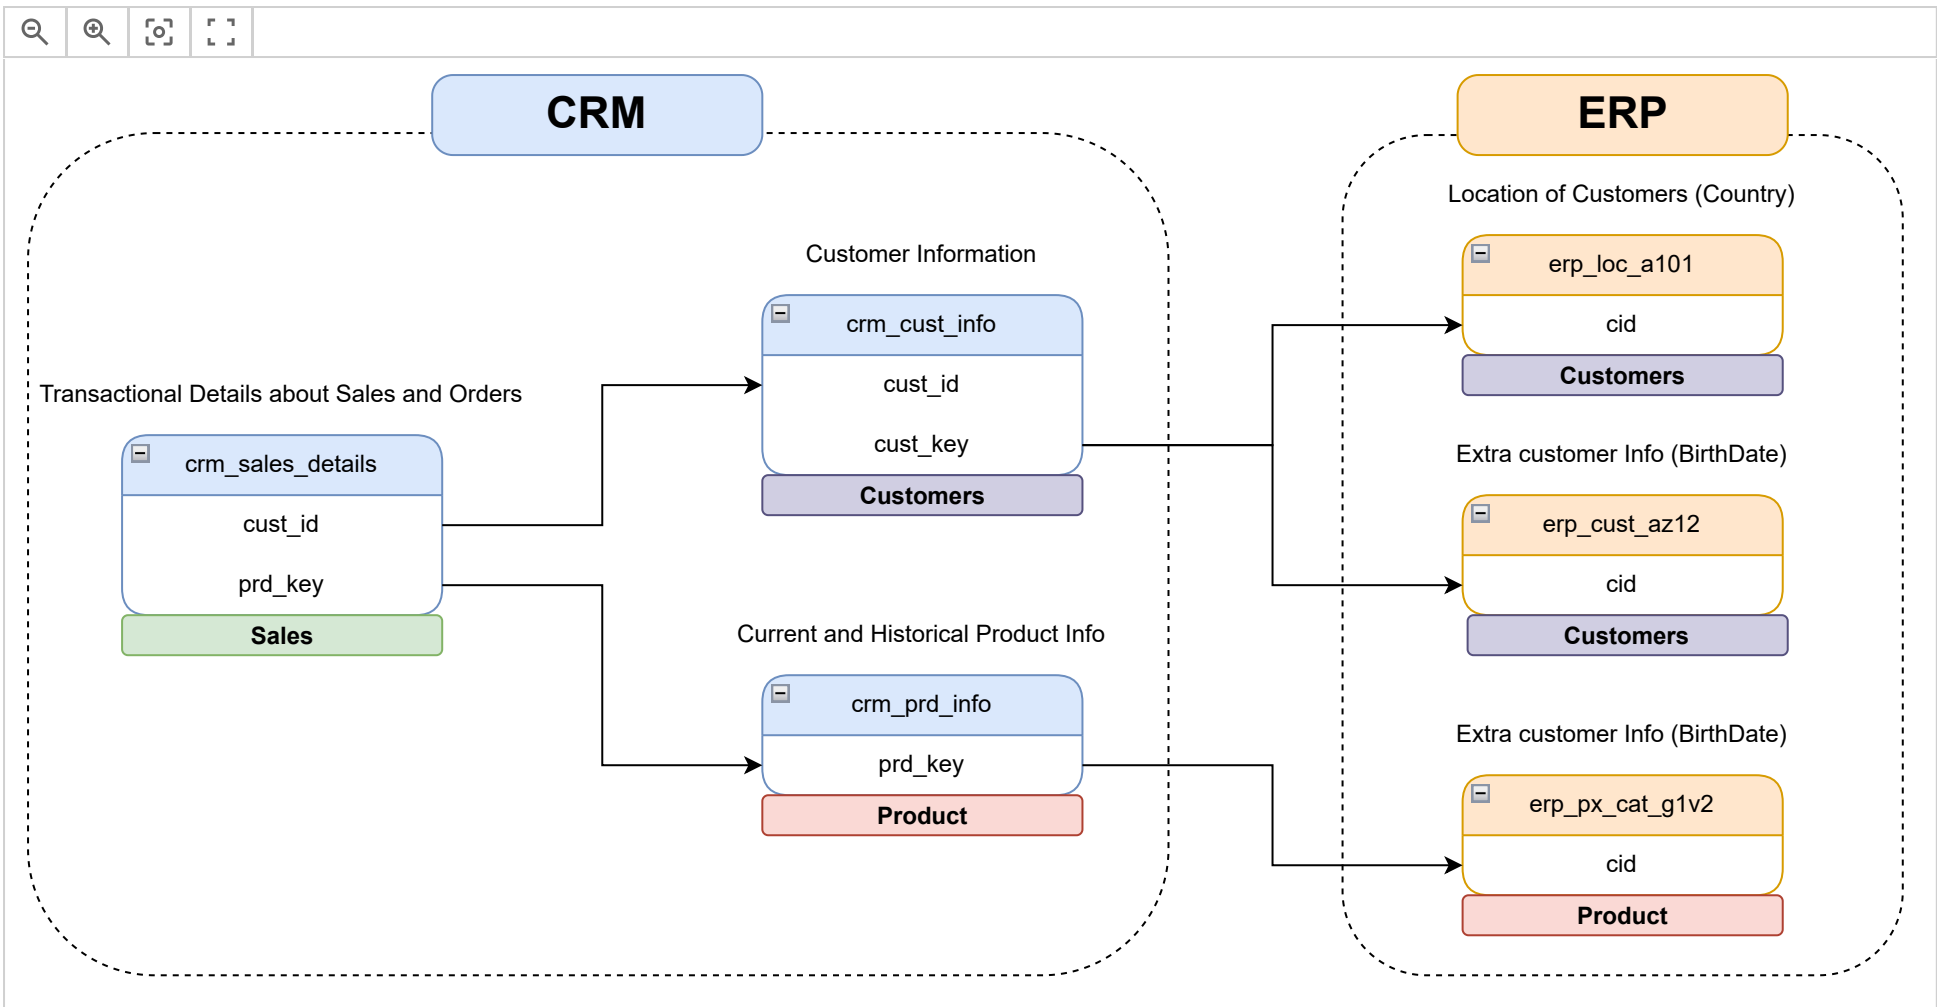 CRM
ERP
Location of Customers (Country)
erp_loc_a101
cid
Customers
Customer Information
crm_cust_info
cust_id
cust_key
Customers
Transactional Details about Sales and Orders
crm_sales_details
cust_id
prd_key
Sales
Extra customer Info (BirthDate)
erp_cust_az12
cid
Customers
Current and Historical Product Info
crm_prd_info
prd_key
Product
Extra customer Info (BirthDate)
erp_px_cat_g1v2
cid
Product